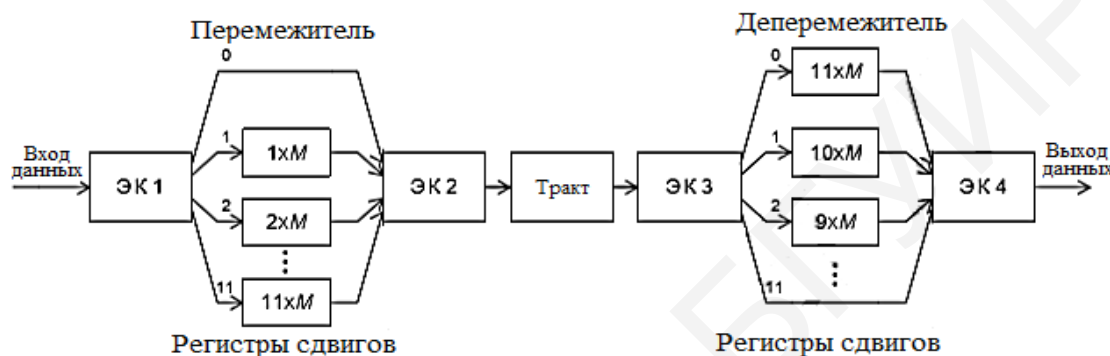 Перемежитель
0
1
1xM
2
2xM
11
11xM
Регистры сдвигов
Вход
данных
ЭК 1
ЭК 2
Тракт
ЭК 3
Деперемежитель
0
11xM
1
10xM
2
9xM
11
Регистры сдвигов
ЭК 4
Выход
данных
БГУИР